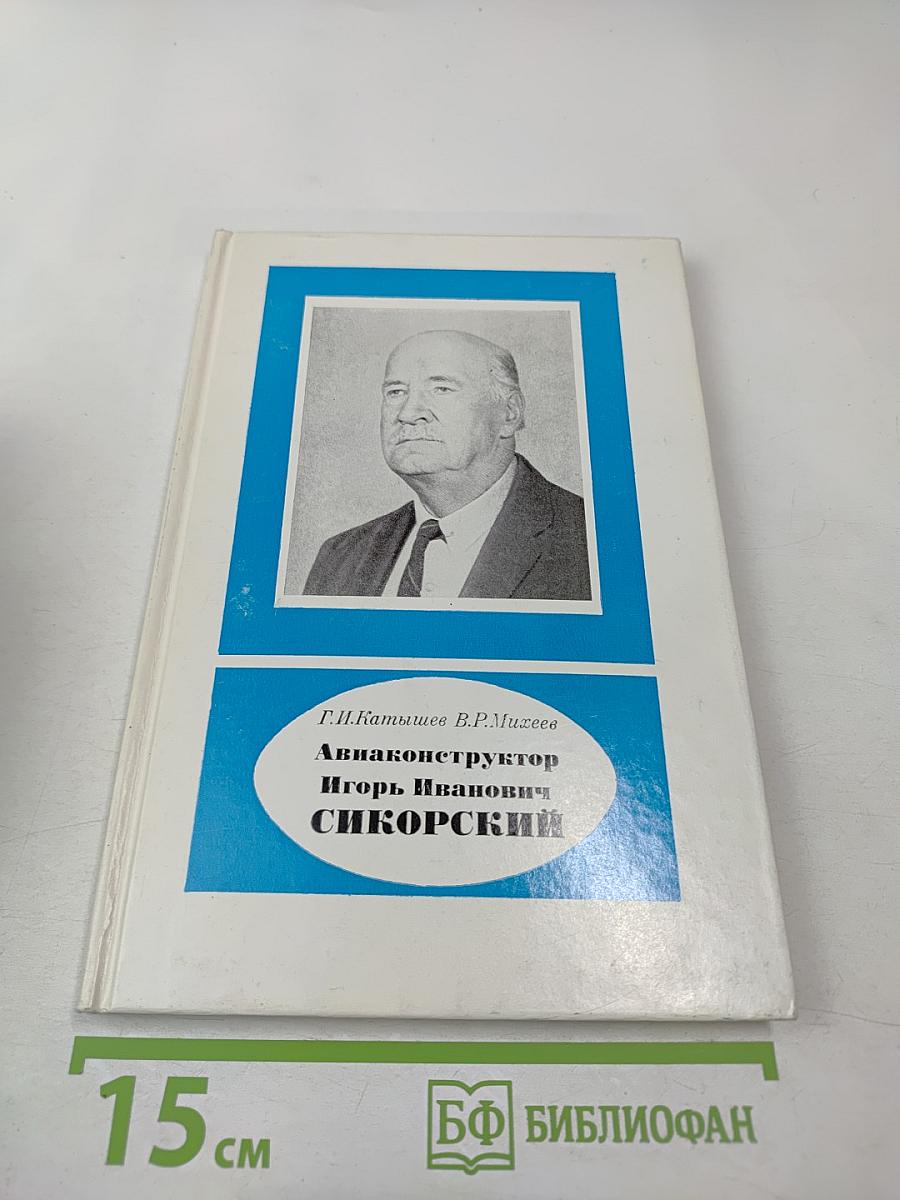 Г.И.Катышев В.Р.Михеев
Авиаконструктор
Игорь Иванович
СИКОРСКИЙ
15 см
БФ БИБЛИОФАН